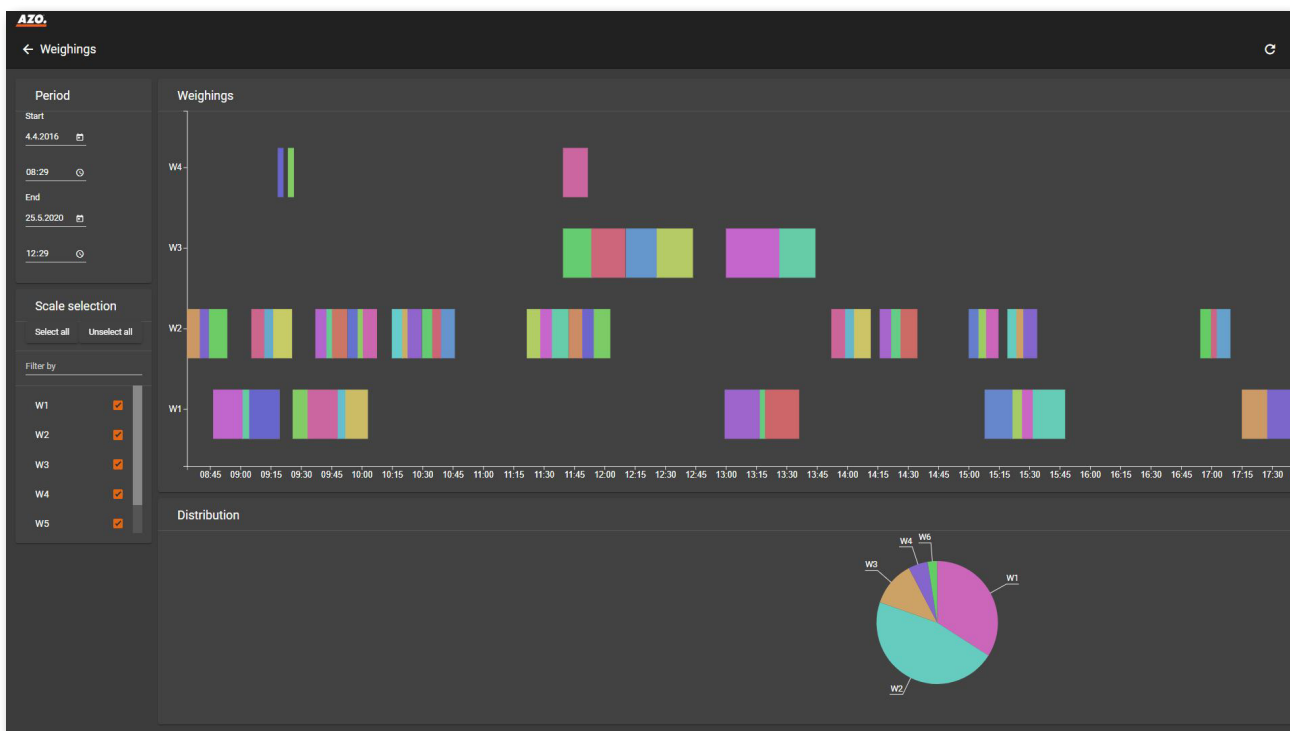 AZO.
← Weighings
Period
Start
4.4.2016
08:29
End
25.5.2020
12:29
Scale selection
Select all Unselect all
Filter by
W1
W2
W3
W4
W5
Weighings
W4
W3
W2
W1
08:45 09:00 09:15 09:30 09:45 10:00 10:15 10:30 10:45 11:00 11:15 11:30 11:45 12:00 12:15 12:30 12:45 13:00 13:15 13:30 13:45 14:00 14:15 14:30 14:45 15:00 15:15 15:30 15:45 16:00 16:15 16:30 16:45 17:00 17:15 17:30
Distribution
W4 W6
W3
W1
W2